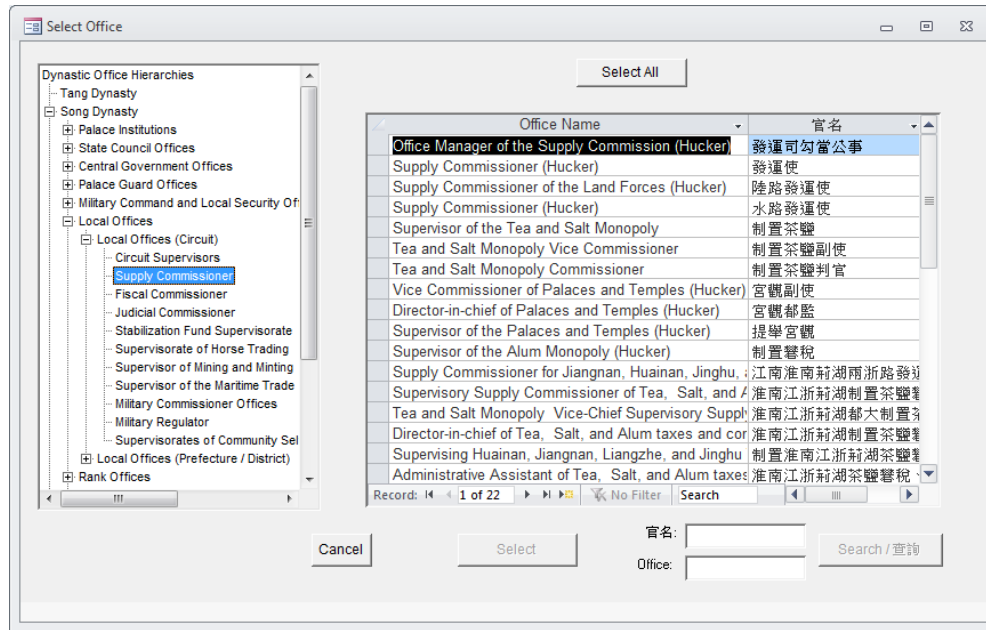 Select Office
Select All
Dynastic Office Hierarchies
Tang Dynasty
Song Dynasty
Palace Institutions
State Council Offices
Central Government Offices
Palace Guard Offices
Military Command and Local Security Of
Local Offices
Local Offices (Circuit)
Circuit Supervisors
Supply Commissioner
Fiscal Commissioner
Judicial Commissioner
Stabilization Fund Supervisorate
Supervisorate of Horse Trading
Supervisor of Mining and Minting
Supervisor of the Maritime Trade
Military Commissioner Offices
Military Regulator
Supervisorates of Community Sel
Local Offices (Prefecture / District)
Rank Offices
Office Name 官名
Office Manager of the Supply Commission (Hucker) 發運司勾當公事
Supply Commissioner (Hucker) 發運使
Supply Commissioner of the Land Forces (Hucker) 陸路發運使
Supply Commissioner (Hucker) 水路發運使
Supervisor of the Tea and Salt Monopoly 制置茶鹽
Tea and Salt Monopoly Vice Commissioner 制置茶鹽副使
Tea and Salt Monopoly Commissioner 制置茶鹽判官
Vice Commissioner of Palaces and Temples (Hucker) 宮觀副使
Director-in-chief of Palaces and Temples (Hucker) 宮觀都監
Supervisor of the Palaces and Temples (Hucker) 提舉宮觀
Supervisor of the Alum Monopoly (Hucker) 制置礬稅
Supply Commissioner for Jiangnan, Huainan, Jinghu, 江南淮南荊湖兩浙路發運
Supervisory Supply Commissioner of Tea, Salt, and A 淮南江浙荊湖制置茶鹽礬
Tea and Salt Monopoly Vice-Chief Supervisory Supply 淮南江浙荊湖都大制置茶
Director-in-chief of Tea, Salt, and Alum taxes and cor 淮南江浙荊湖制置茶鹽礬
Supervising Huainan, Jiangnan, Liangzhe, and Jinghu 制置淮南江浙荊湖茶鹽礬
Administrative Assistant of Tea, Salt, and Alum taxes 淮南江浙荊湖茶鹽礬稅、
Record: 1 of 22 No Filter Search
Cancel
Select
官名:
Office:
Search / 查詢